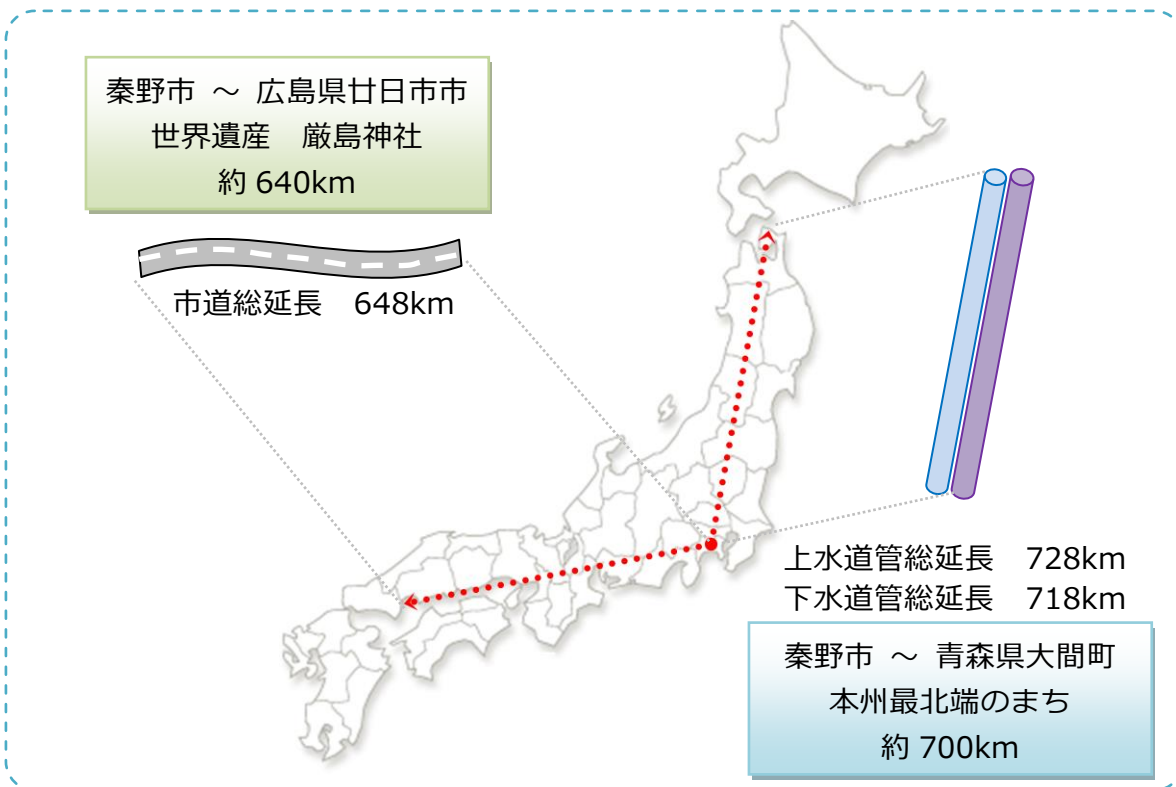 秦野市 ～ 広島県廿日市市
世界遺産　厳島神社
約 640km
市道総延長　648km
上水道管総延長　728km
下水道管総延長　718km
秦野市 ～ 青森県大間町
本州最北端のまち
約 700km